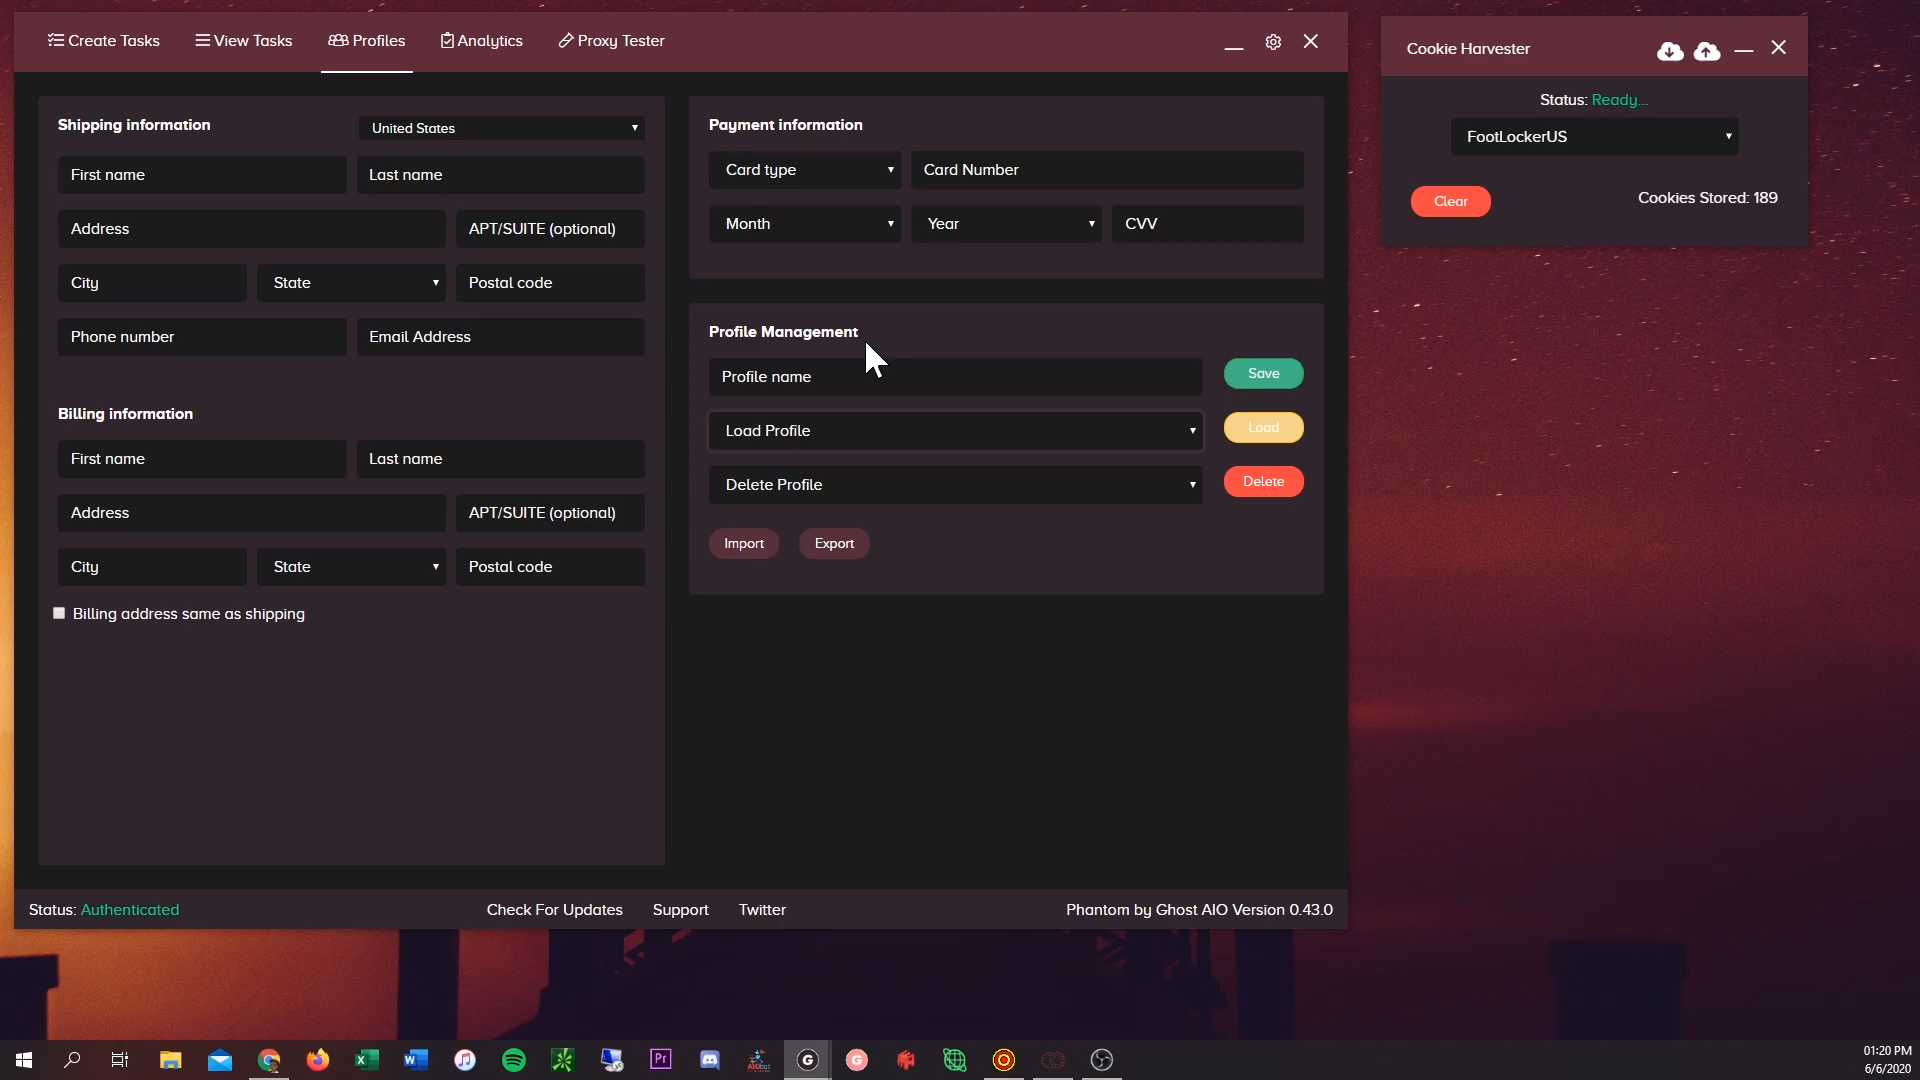 Create Tasks
View Tasks
Profiles
Analytics
Proxy Tester
Shipping information
United States
First name
Last name
Address
APT/SUITE (optional)
City
State
Postal code
Phone number
Email Address
Billing information
First name
Last name
Address
APT/SUITE (optional)
City
State
Postal code
Billing address same as shipping
Payment information
Card type
Card Number
Month
Year
CVV
Profile Management
Profile name
Save
Load Profile
Load
Delete Profile
Delete
Import
Export
Status: Authenticated
Check For Updates
Support
Twitter
Phantom by Ghost AIO Version 0.43.0
Cookie Harvester
Status: Ready...
FootLockerUS
Clear
Cookies Stored: 189
Pr
AIObot
G
G
01:20 PM
6/6/2020